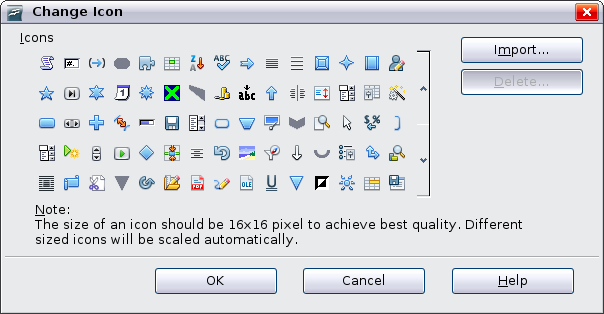 Change Icon
Icons
Import...
Delete...
Note:
The size of an icon should be 16x16 pixel to achieve best quality. Different
sized icons will be scaled automatically.
OK
Cancel
Help